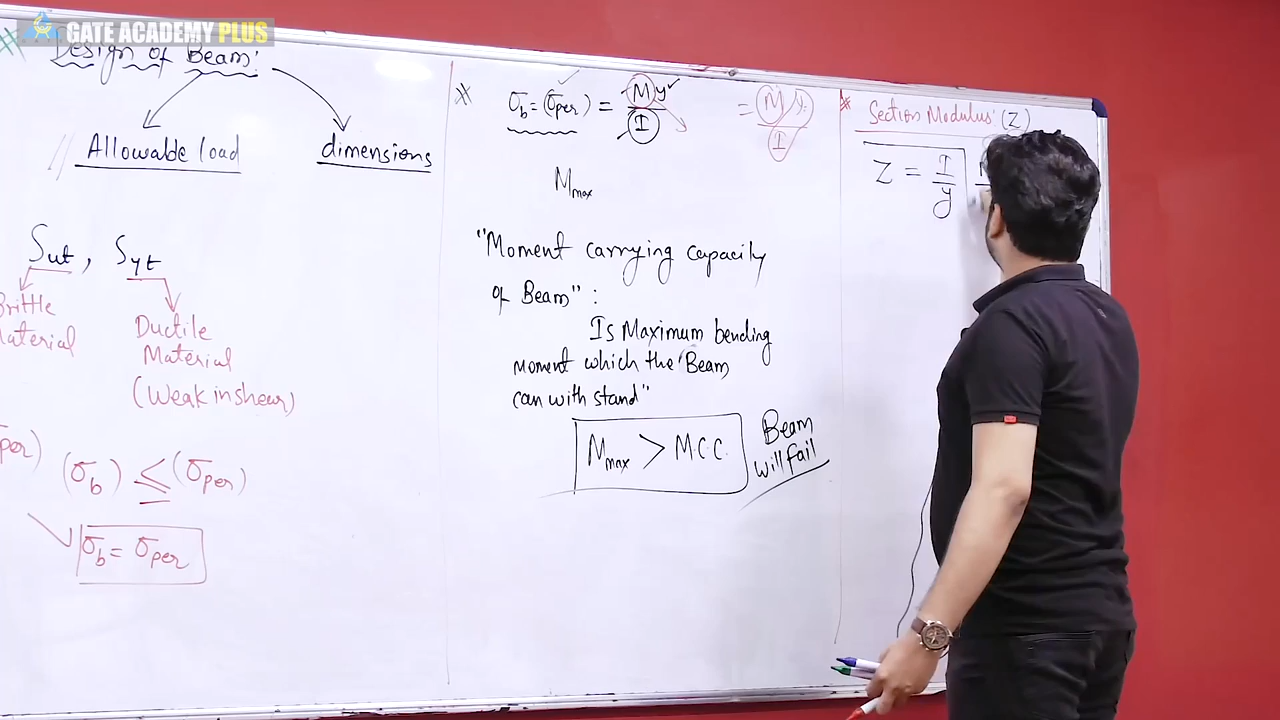 GATE ACADEMY PLUS
Design of Beam:
Allowable load
dimensions
Sut, Syt
Brittle
Material
Ductile
Material
(Weak in shear)
per)
(σb) ≤ (σper)
σb = σper
σb = (σper) = My/I = My/I
Mmax
"Moment carrying capacity
of Beam" :
Is Maximum bending
moment which the Beam
can with stand"
Mmax > M.C.C.
Beam
will fail
Section Modulus: (Z)
Z = I/y